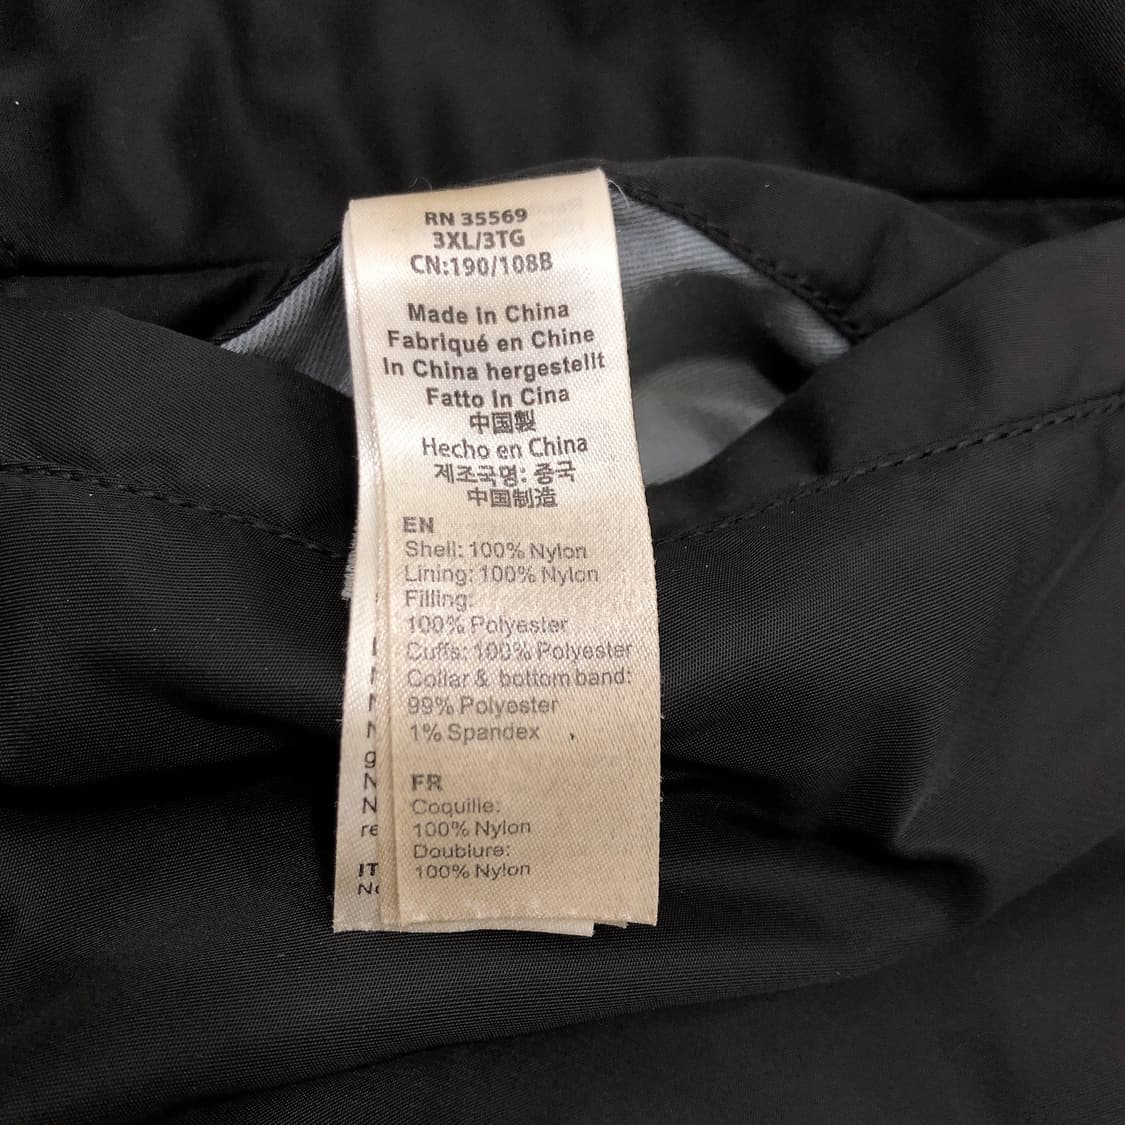 RN 35569
3XL/3TG
CN:190/108B
Made in China
Fabriqué en Chine
In China hergestellt
Fatto in Cina
中国製
Hecho en China
제조국명: 중국
中国制造
EN
Shell: 100% Nylon
Lining: 100% Nylon
Filling:
100% Polyester
Cuffs: 100% Polyester
Collar & bottom band:
99% Polyester
1% Spandex
FR
Coquille:
100% Nylon
Doublure:
100% Nylon
g
N
N
re
IT